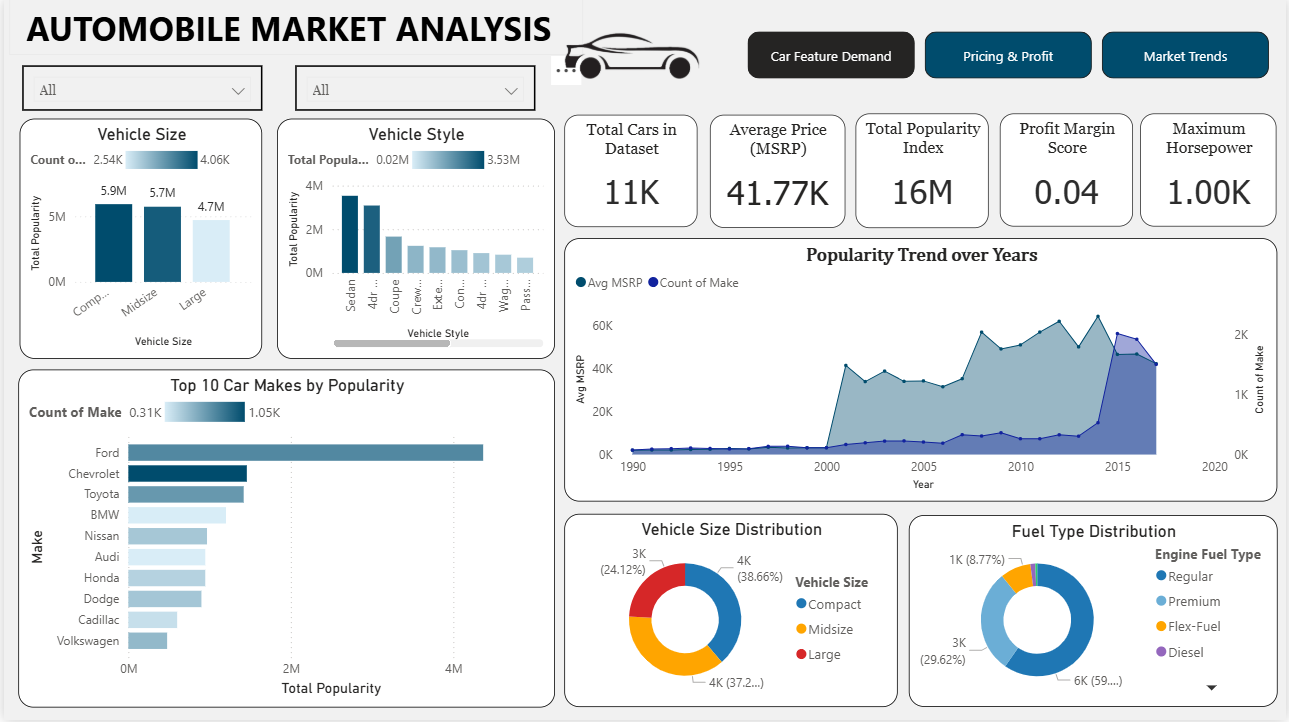 AUTOMOBILE MARKET ANALYSIS
Car Feature Demand
Pricing & Profit
Market Trends
All
All
Vehicle Size
Count o... 2.54K 4.06K
5.9M
5.7M
4.7M
5M
0M
Total Popularity
Comp...
Midsize
Large
Vehicle Size
Vehicle Style
Total Popula... 0.02M 3.53M
4M
2M
0M
Total Popularity
Sedan
4dr ...
Coupe
Crew...
Exte...
Con...
4dr ...
Wag...
Pass...
Vehicle Style
Total Cars in
Dataset
11K
Average Price
(MSRP)
41.77K
Total Popularity
Index
16M
Profit Margin
Score
0.04
Maximum
Horsepower
1.00K
Popularity Trend over Years
Avg MSRP Count of Make
60K
40K
20K
0K
Avg MSRP
2K
1K
0K
Count of Make
1990 1995 2000 2005 2010 2015 2020
Year
Top 10 Car Makes by Popularity
Count of Make 0.31K 1.05K
Make
Ford
Chevrolet
Toyota
BMW
Nissan
Audi
Honda
Dodge
Cadillac
Volkswagen
0M 2M 4M
Total Popularity
Vehicle Size Distribution
3K
(24.12%)
4K
(38.66%)
4K (37.2...)
Vehicle Size
Compact
Midsize
Large
Fuel Type Distribution
1K (8.77%)
3K
(29.62%)
6K (59....)
Engine Fuel Type
Regular
Premium
Flex-Fuel
Diesel